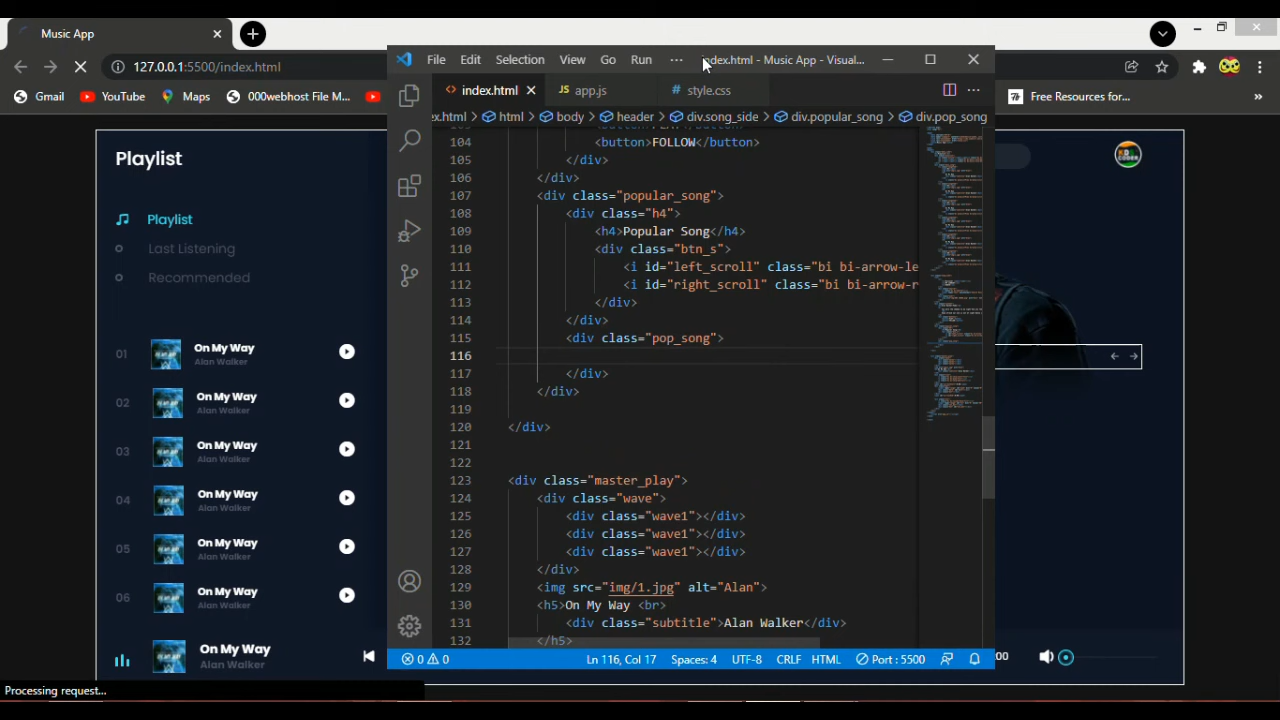 Music App
127.0.0.1:5500/index.html
Gmail
YouTube
Maps
000webhost File M...
Free Resources for...
»
File Edit Selection View Go Run ···
index.html - Music App - Visual...
index.html
app.js
style.css
ex.html > html > body > header > div.song_side > div.popular_song > div.pop_song
104 <button>FOLLOW</button>
105 </div>
106 </div>
107 <div class="popular_song">
108 <div class="h4">
109 <h4>Popular Song</h4>
110 <div class="btn_s">
111 <i id="left_scroll" class="bi bi-arrow-le
112 <i id="right_scroll" class="bi bi-arrow-r
113 </div>
114 </div>
115 <div class="pop_song">
116
117 </div>
118 </div>
119
120 </div>
121
122
123 <div class="master_play">
124 <div class="wave">
125 <div class="wave1"></div>
126 <div class="wave1"></div>
127 <div class="wave1"></div>
128 </div>
129 <img src="img/1.jpg" alt="Alan">
130 <h5>On My Way <br>
131 <div class="subtitle">Alan Walker</div>
132 </h5>
0 0
Ln 116, Col 17
Spaces: 4
UTF-8
CRLF
HTML
Port : 5500
Playlist
Playlist
Last Listening
Recommended
01 On My Way
Alan Walker
02 On My Way
Alan Walker
03 On My Way
Alan Walker
04 On My Way
Alan Walker
05 On My Way
Alan Walker
06 On My Way
Alan Walker
On My Way
Alan Walker
:00
Processing request...